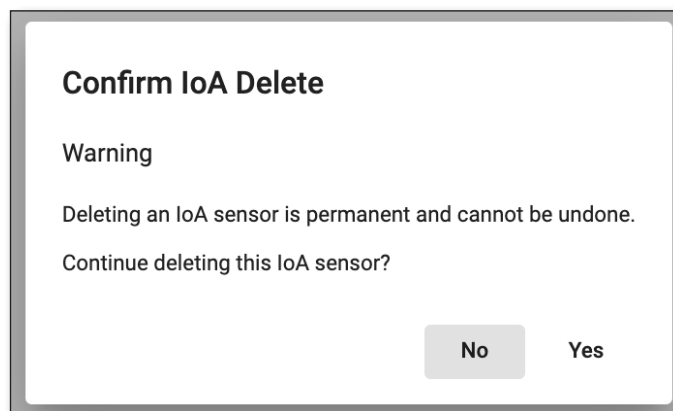 Confirm IoA Delete
Warning
Deleting an IoA sensor is permanent and cannot be undone.
Continue deleting this IoA sensor?
No Yes